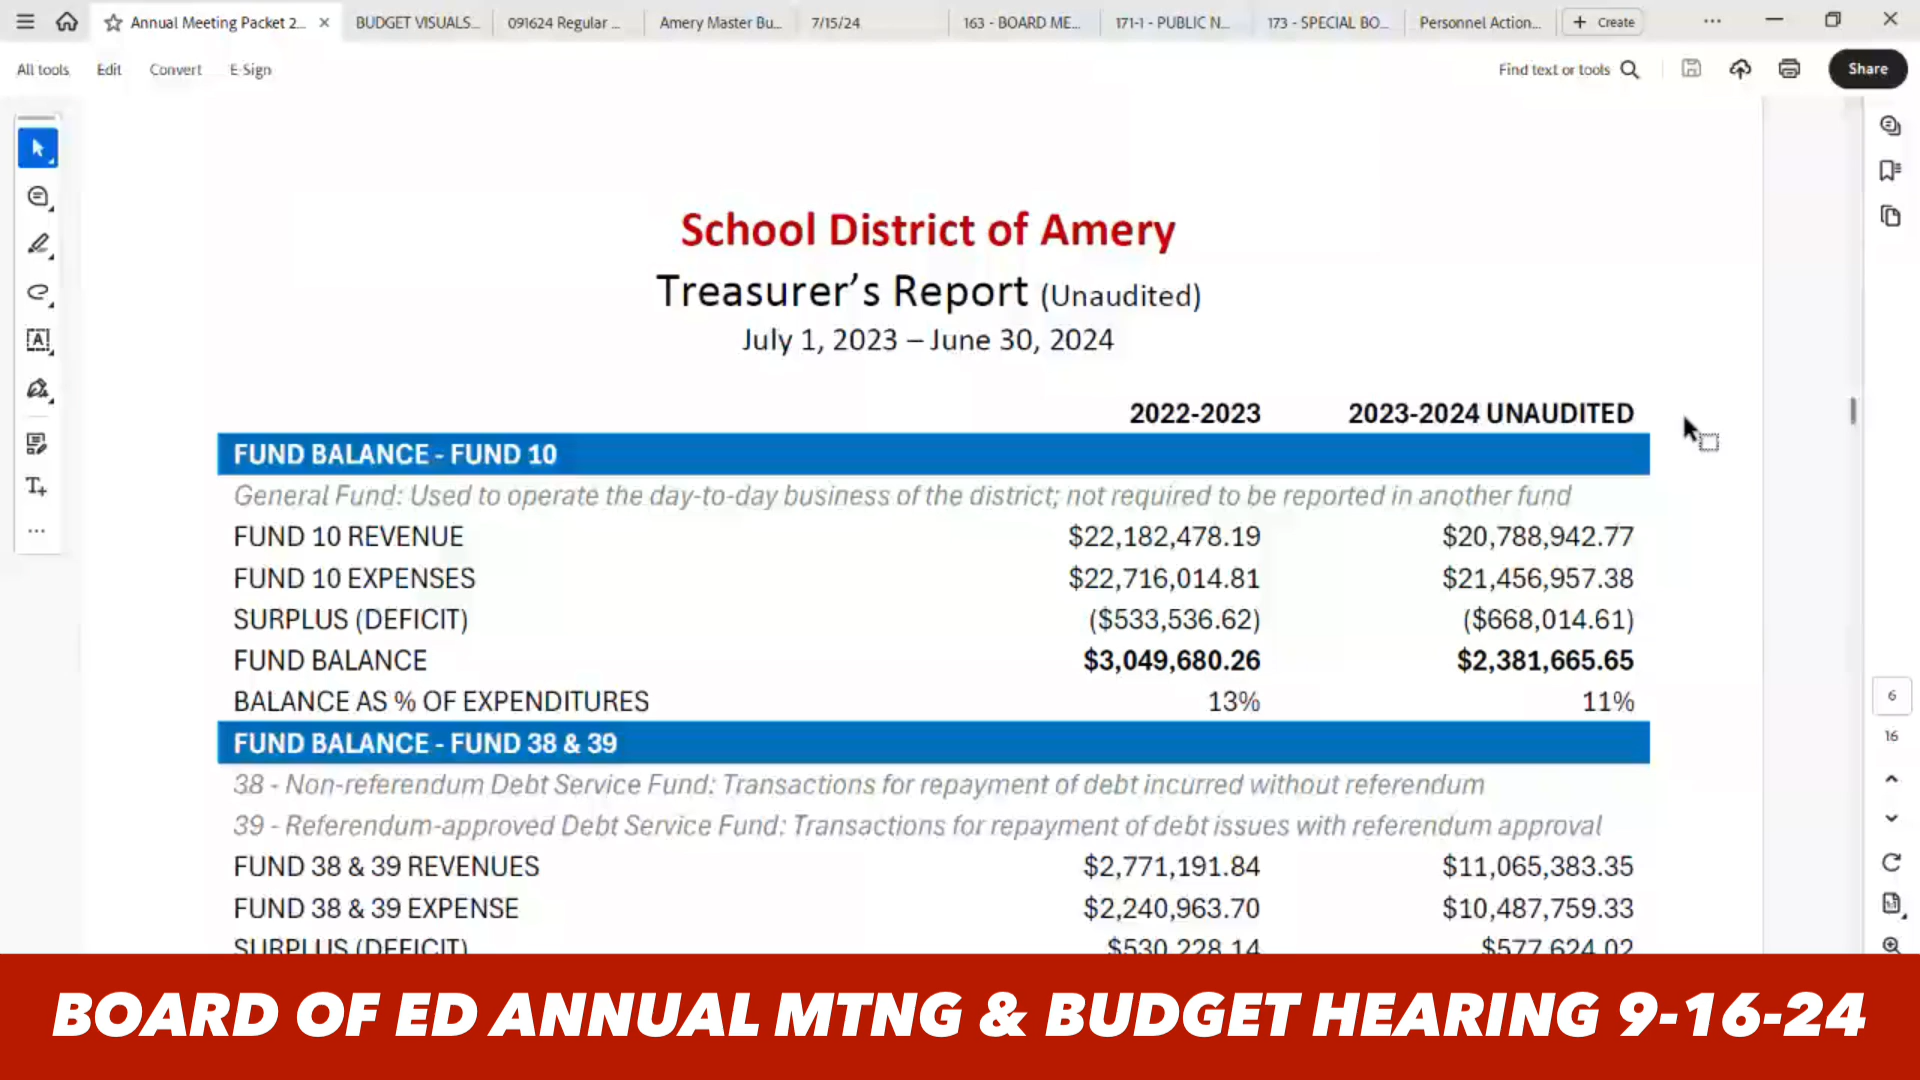 Annual Meeting Packet 2...
BUDGET VISUALS...
091624 Regular ...
Amery Master Bu...
7/15/24
163 - BOARD ME...
171-1 - PUBLIC N...
173 - SPECIAL BO...
Personnel Action...
+ Create
All tools
Edit
Convert
E-Sign
Find text or tools
Share
School District of Amery
Treasurer's Report (Unaudited)
July 1, 2023 – June 30, 2024
2022-2023 2023-2024 UNAUDITED
FUND BALANCE - FUND 10
General Fund: Used to operate the day-to-day business of the district; not required to be reported in another fund
FUND 10 REVENUE $22,182,478.19 $20,788,942.77
FUND 10 EXPENSES $22,716,014.81 $21,456,957.38
SURPLUS (DEFICIT) ($533,536.62) ($668,014.61)
FUND BALANCE $3,049,680.26 $2,381,665.65
BALANCE AS % OF EXPENDITURES 13% 11%
FUND BALANCE - FUND 38 & 39
38 - Non-referendum Debt Service Fund: Transactions for repayment of debt incurred without referendum
39 - Referendum-approved Debt Service Fund: Transactions for repayment of debt issues with referendum approval
FUND 38 & 39 REVENUES $2,771,191.84 $11,065,383.35
FUND 38 & 39 EXPENSE $2,240,963.70 $10,487,759.33
SURPLUS (DEFICIT) $530,228.14 $577,624.02
6
16
BOARD OF ED ANNUAL MTNG & BUDGET HEARING 9-16-24